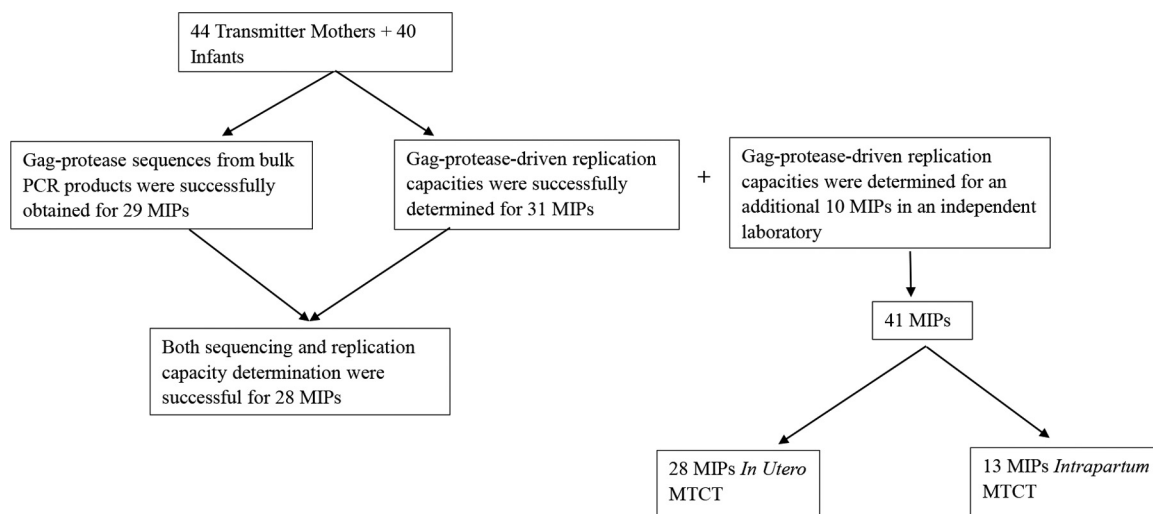 44 Transmitter Mothers + 40
Infants
Gag-protease sequences from bulk
PCR products were successfully
obtained for 29 MIPs
Gag-protease-driven replication
capacities were successfully
determined for 31 MIPs
+
Gag-protease-driven replication
capacities were determined for an
additional 10 MIPs in an independent
laboratory
Both sequencing and replication
capacity determination were
successful for 28 MIPs
41 MIPs
28 MIPs In Utero
MTCT
13 MIPs Intrapartum
MTCT